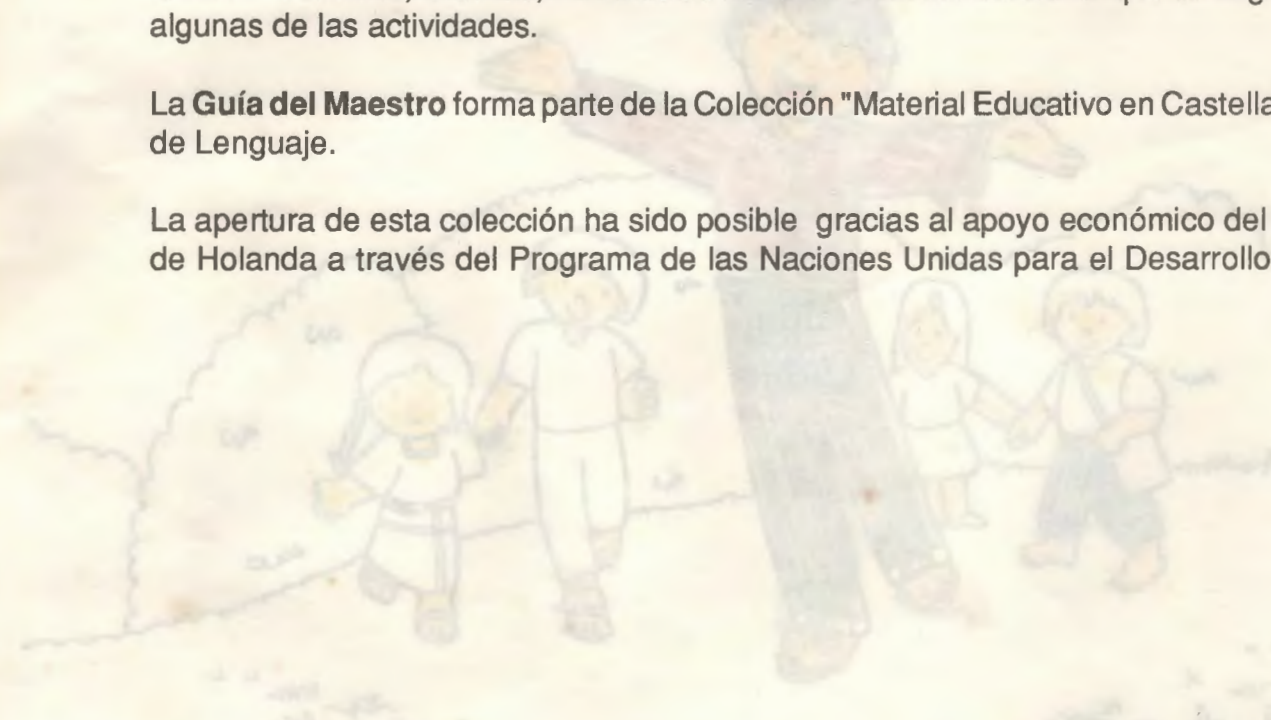 algunas de las actividades.
La Guía del Maestro forma parte de la Colección "Material Educativo en Castella
de Lenguaje.
La apertura de esta colección ha sido posible gracias al apoyo económico del
de Holanda a través del Programa de las Naciones Unidas para el Desarrollo